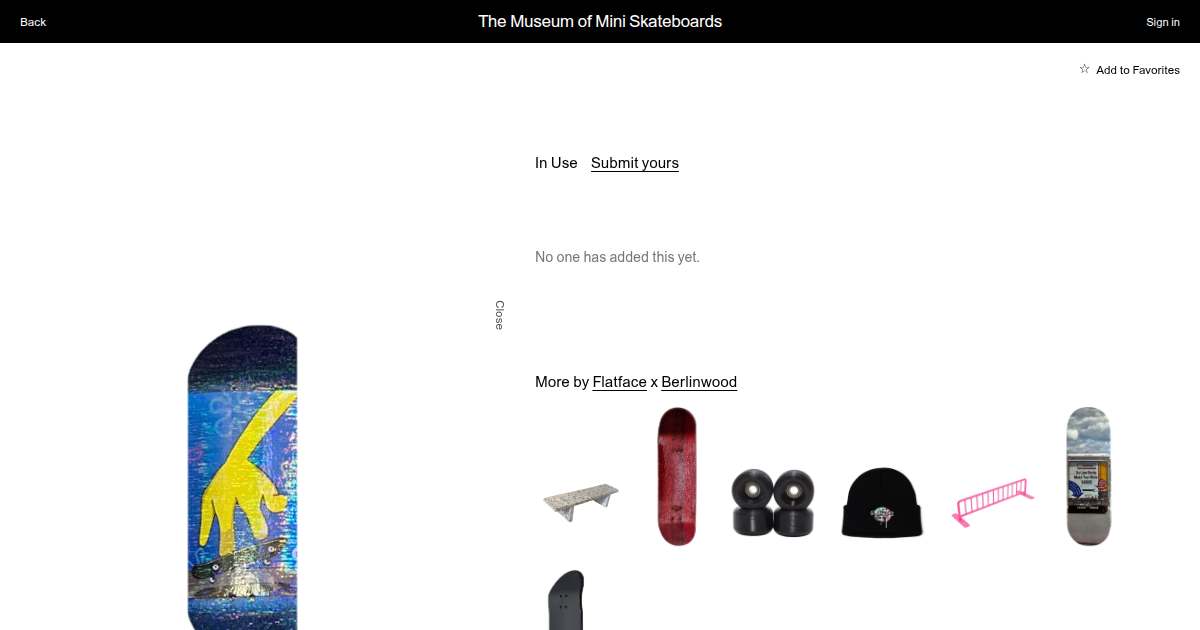 Back
The Museum of Mini Skateboards
Sign in
☆ Add to Favorites
In Use Submit yours
No one has added this yet.
Close
More by Flatface x Berlinwood